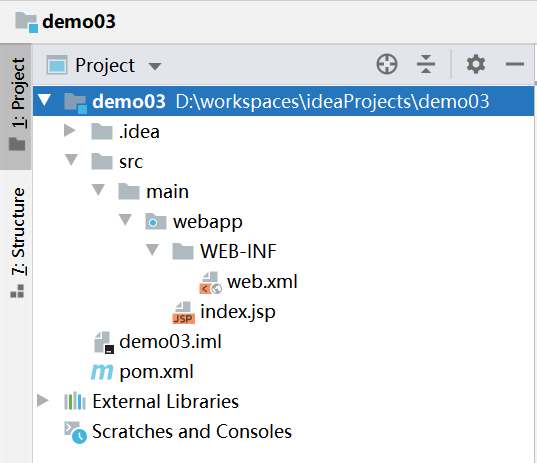 demo03
1: Project
7: Structure
Project
demo03 D:\workspaces\ideaProjects\demo03
.idea
src
main
webapp
WEB-INF
web.xml
JSP index.jsp
demo03.iml
m pom.xml
External Libraries
Scratches and Consoles